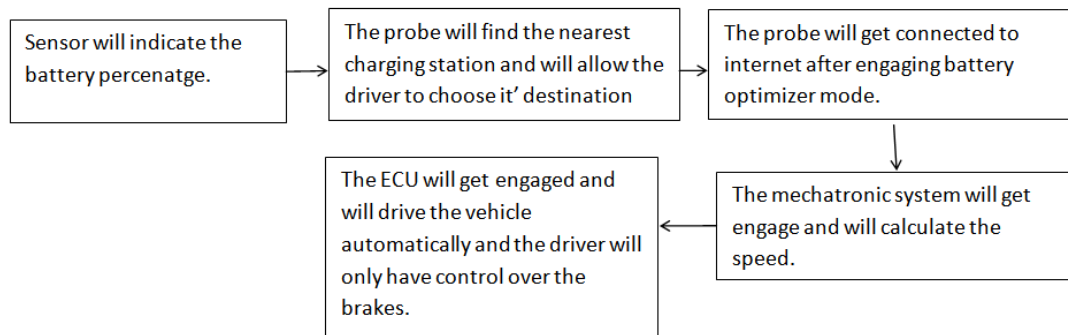 Sensor will indicate the
battery percenatge.
The probe will find the nearest
charging station and will allow the
driver to choose it' destination
The probe will get connected to
internet after engaging battery
optimizer mode.
The mechatronic system will get
engage and will calculate the
speed.
The ECU will get engaged and
will drive the vehicle
automatically and the driver will
only have control over the
brakes.